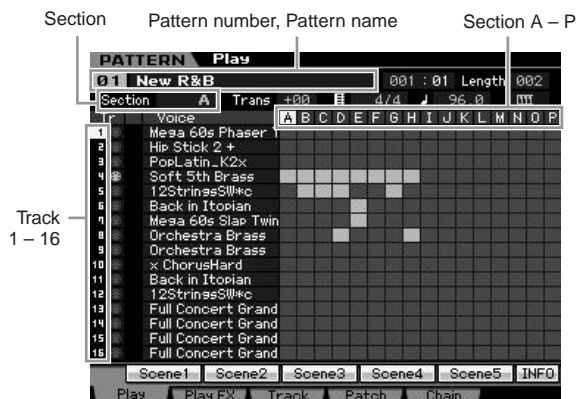 Section Pattern number, Pattern name Section A – P
PATTERN Play
01 New R&B 001 : 01 Length 002
Section A Trans +00 4/4 96.0
Tr Voice A B C D E F G H I J K L M N O P
1 Mega 60s Phaser 1
2 Hip Stick 2 +
3 PopLatin_K2x
4 Soft 5th Brass
5 12StringsSW*c
6 Back in Itopian
7 Mega 60s Slap Twin
8 Orchestra Brass
9 Orchestra Brass
10 x ChorusHard
11 Back in Itopian
12 12StringsSW*c
13 Full Concert Grand
14 Full Concert Grand
15 Full Concert Grand
16 Full Concert Grand
Track
1 – 16
Scene1 Scene2 Scene3 Scene4 Scene5 INFO
Play Play FX Track Patch Chain